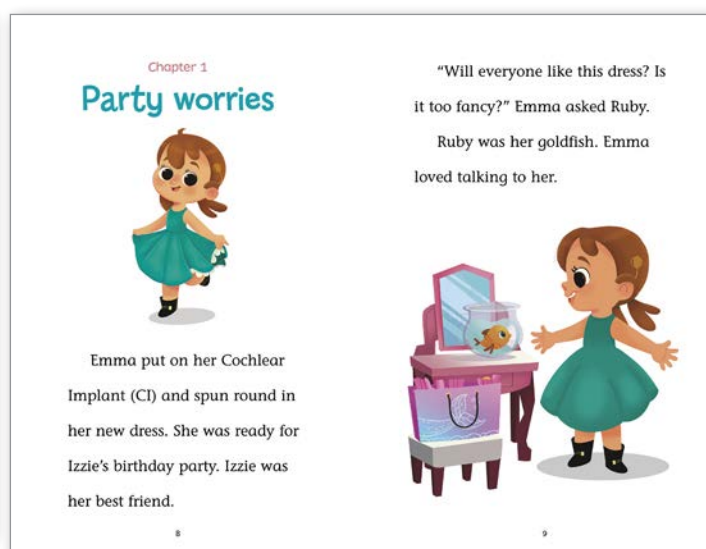 Chapter 1
Party worries
Emma put on her Cochlear
Implant (CI) and spun round in
her new dress. She was ready for
Izzie’s birthday party. Izzie was
her best friend.
8
“Will everyone like this dress? Is
it too fancy?” Emma asked Ruby.
Ruby was her goldfish. Emma
loved talking to her.
9